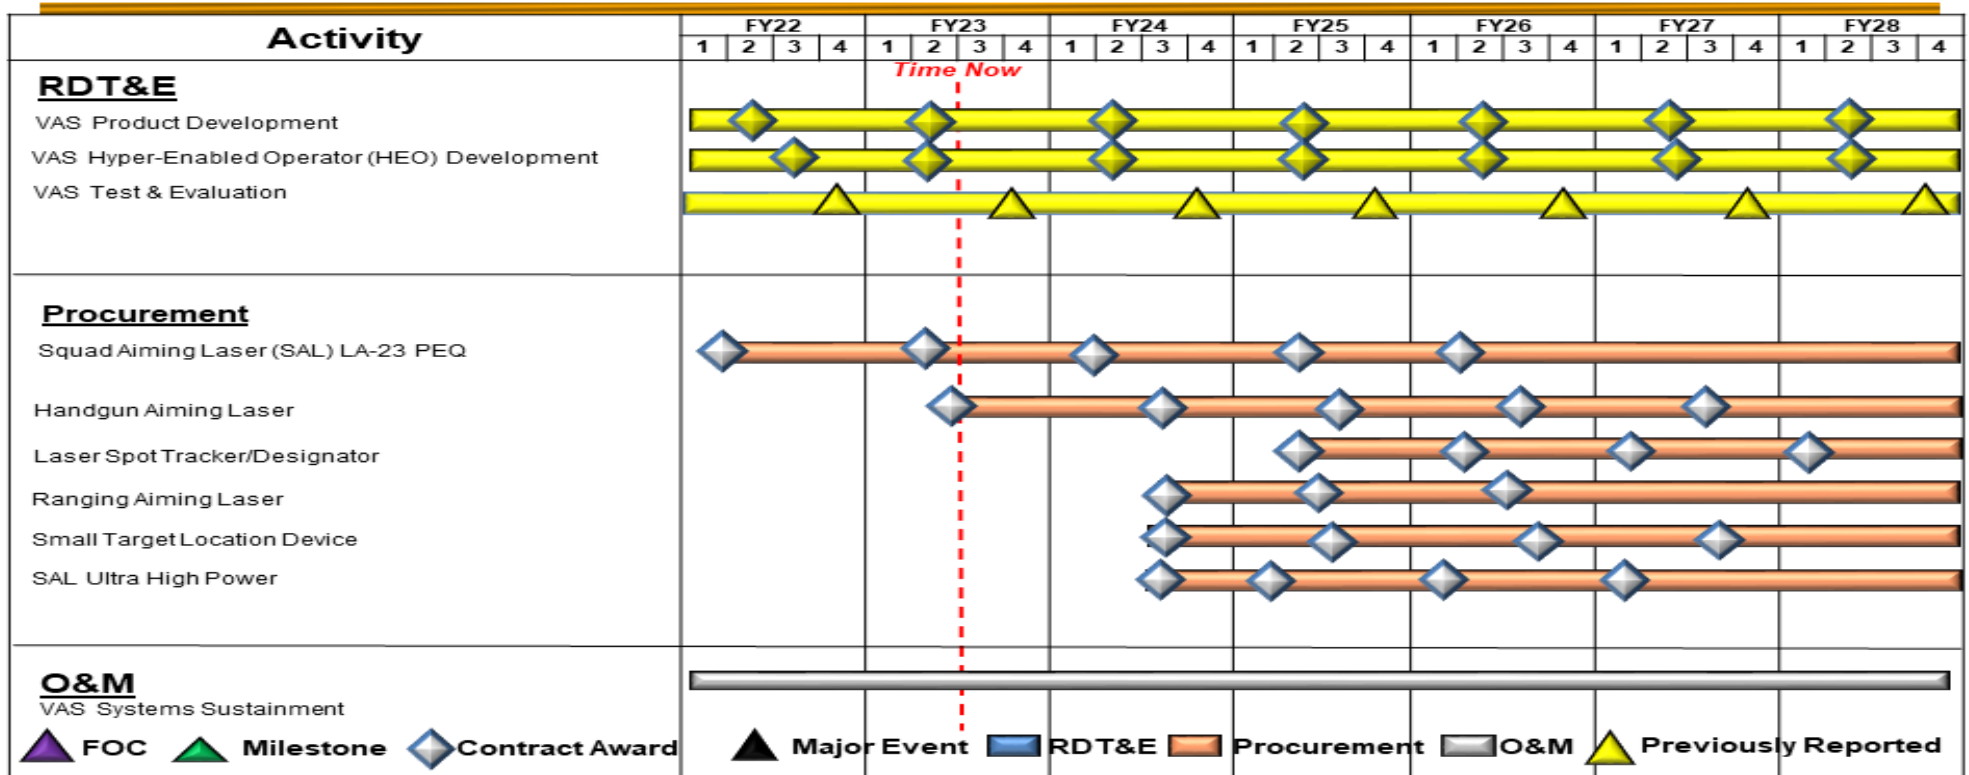 Activity
FY22 FY23 FY24 FY25 FY26 FY27 FY28
1 2 3 4 1 2 3 4 1 2 3 4 1 2 3 4 1 2 3 4 1 2 3 4 1 2 3 4
Time Now
RDT&E
VAS Product Development
VAS Hyper-Enabled Operator (HEO) Development
VAS Test & Evaluation
Procurement
Squad Aiming Laser (SAL) LA-23 PEQ
Handgun Aiming Laser
Laser Spot Tracker/Designator
Ranging Aiming Laser
Small Target Location Device
SAL Ultra High Power
O&M
VAS Systems Sustainment
FOC Milestone Contract Award Major Event RDT&E Procurement O&M Previously Reported